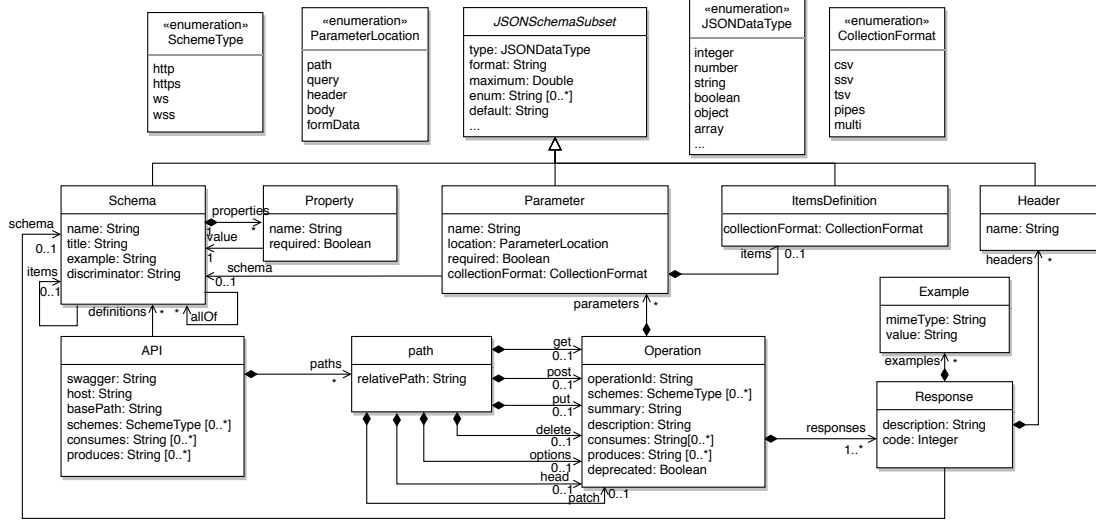 «enumeration»
SchemeType
http
https
ws
wss
«enumeration»
ParameterLocation
path
query
header
body
formData
JSONSchemaSubset
type: JSONDataType
format: String
maximum: Double
enum: String [0..*]
default: String
...
«enumeration»
JSONDataType
integer
number
string
boolean
object
array
...
«enumeration»
CollectionFormat
csv
ssv
tsv
pipes
multi
Schema
name: String
title: String
example: String
discriminator: String
schema
0..1
items
0..1
properties
1
*
value
1
Property
name: String
required: Boolean
schema
0..1
Parameter
name: String
location: ParameterLocation
required: Boolean
collectionFormat: CollectionFormat
ItemsDefinition
collectionFormat: CollectionFormat
items
0..1
Header
name: String
headers
*
definitions
*
*
allOf
parameters
*
Example
mimeType: String
value: String
examples
*
API
swagger: String
host: String
basePath: String
schemes: SchemeType [0..*]
consumes: String [0..*]
produces: String [0..*]
paths
*
path
relativePath: String
get
0..1
post
0..1
put
0..1
delete
0..1
options
0..1
head
0..1
patch
0..1
Operation
operationId: String
schemes: SchemeType [0..*]
summary: String
description: String
consumes: String[0..*]
produces: String [0..*]
deprecated: Boolean
responses
1..*
Response
description: String
code: Integer